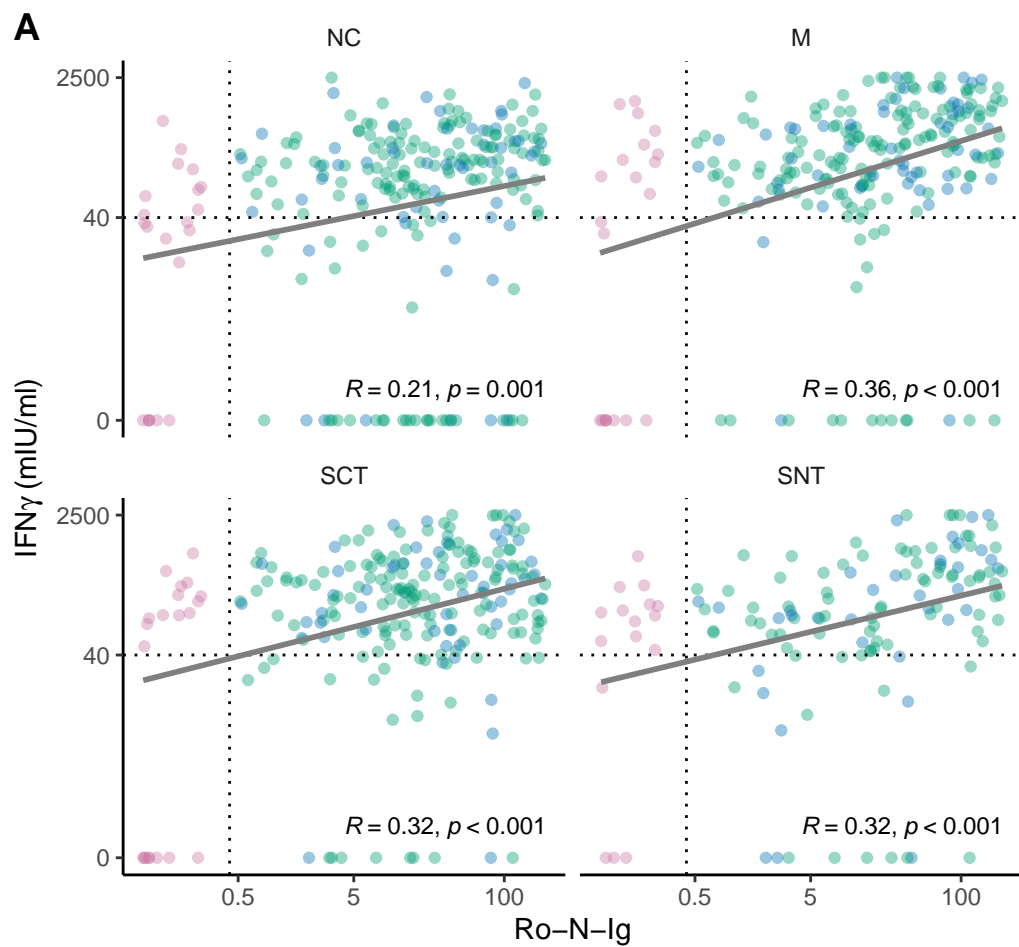 A
NC
M
2500
40
0
R = 0.21, p = 0.001
R = 0.36, p < 0.001
IFNγ (mIU/ml)
SCT
SNT
2500
40
0
R = 0.32, p < 0.001
R = 0.32, p < 0.001
0.5 5 100
0.5 5 100
Ro−N−Ig